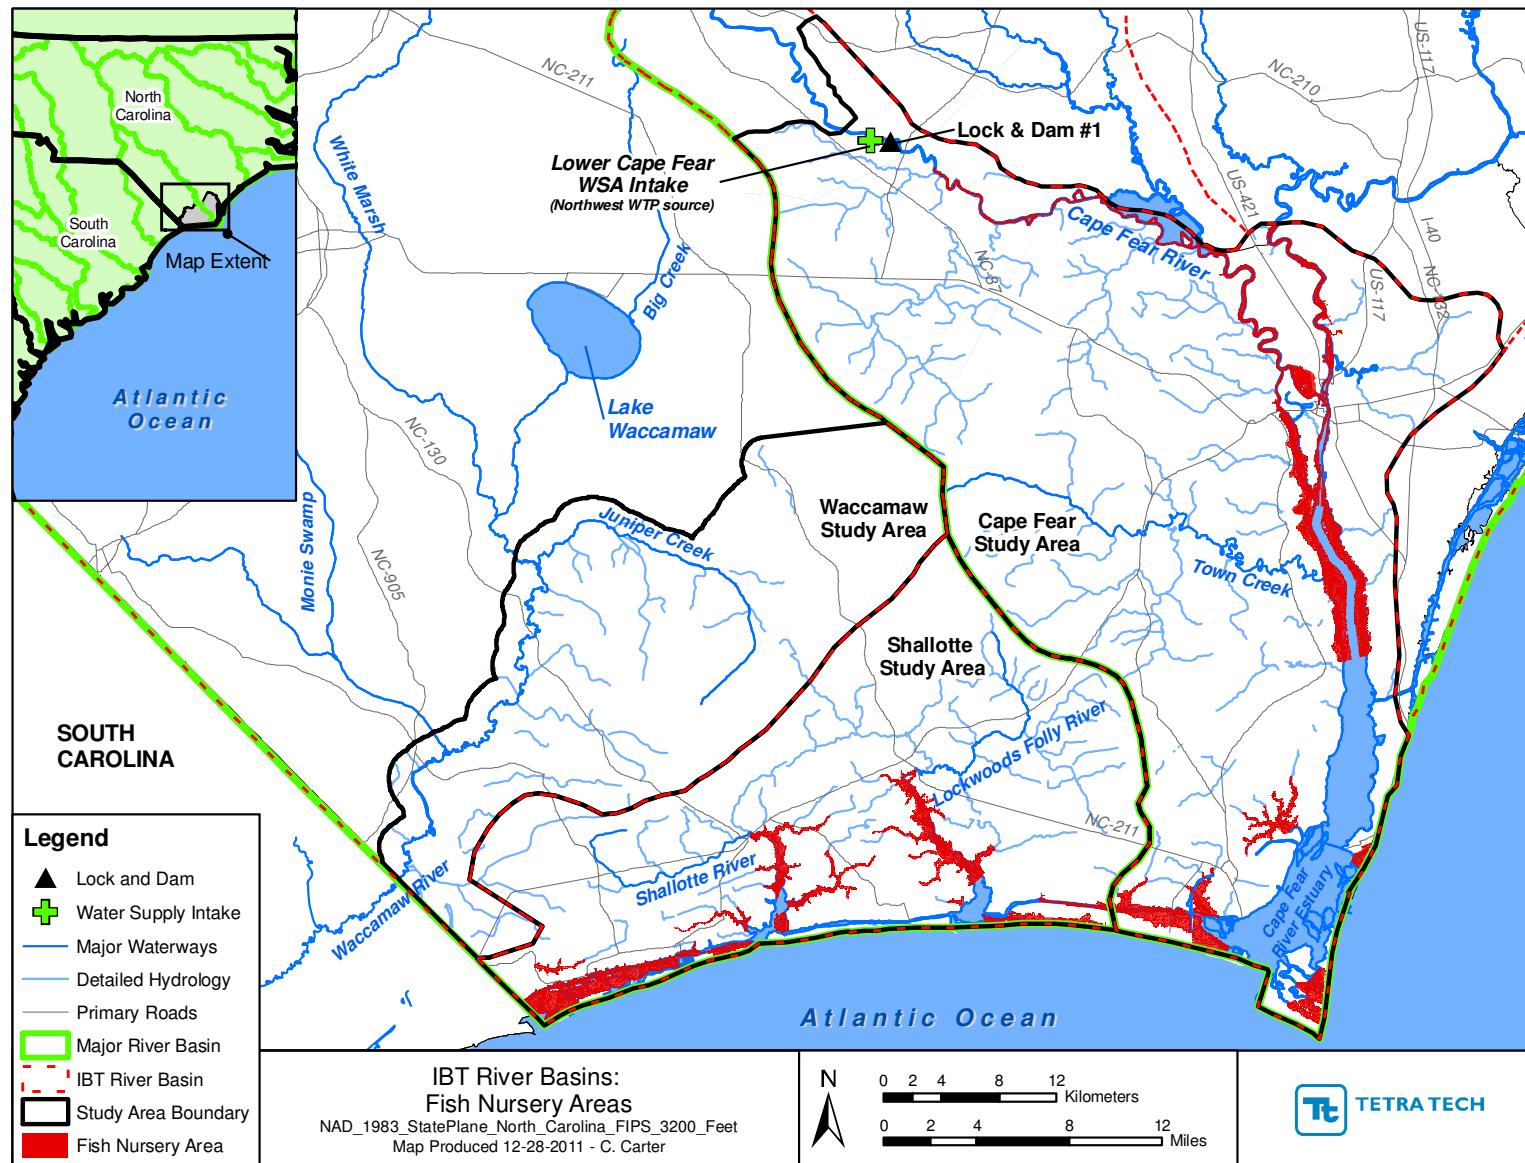 North
Carolina
South
Carolina
Map Extent
Atlantic
Ocean
NC-211
White Marsh
Big Creek
Lake
Waccamaw
Lower Cape Fear
WSA Intake
(Northwest WTP source)
Lock & Dam #1
Cape Fear River
NC-87
US-421
NC-210
US-117
I-40
NC-132
US-117
NC-130
NC-905
Monie Swamp
Juniper Creek
Waccamaw
Study Area
Cape Fear
Study Area
Town Creek
Shallotte
Study Area
Lockwoods Folly River
NC-211
Shallotte River
Waccamaw River
Cape Fear
River Estuary
SOUTH
CAROLINA
Atlantic Ocean
Legend
Lock and Dam
Water Supply Intake
Major Waterways
Detailed Hydrology
Primary Roads
Major River Basin
IBT River Basin
Study Area Boundary
Fish Nursery Area
IBT River Basins:
Fish Nursery Areas
NAD_1983_StatePlane_North_Carolina_FIPS_3200_Feet
Map Produced 12-28-2011 - C. Carter
N
0 2 4 8 12
Kilometers
0 2 4 8 12
Miles
Tt
TETRA TECH